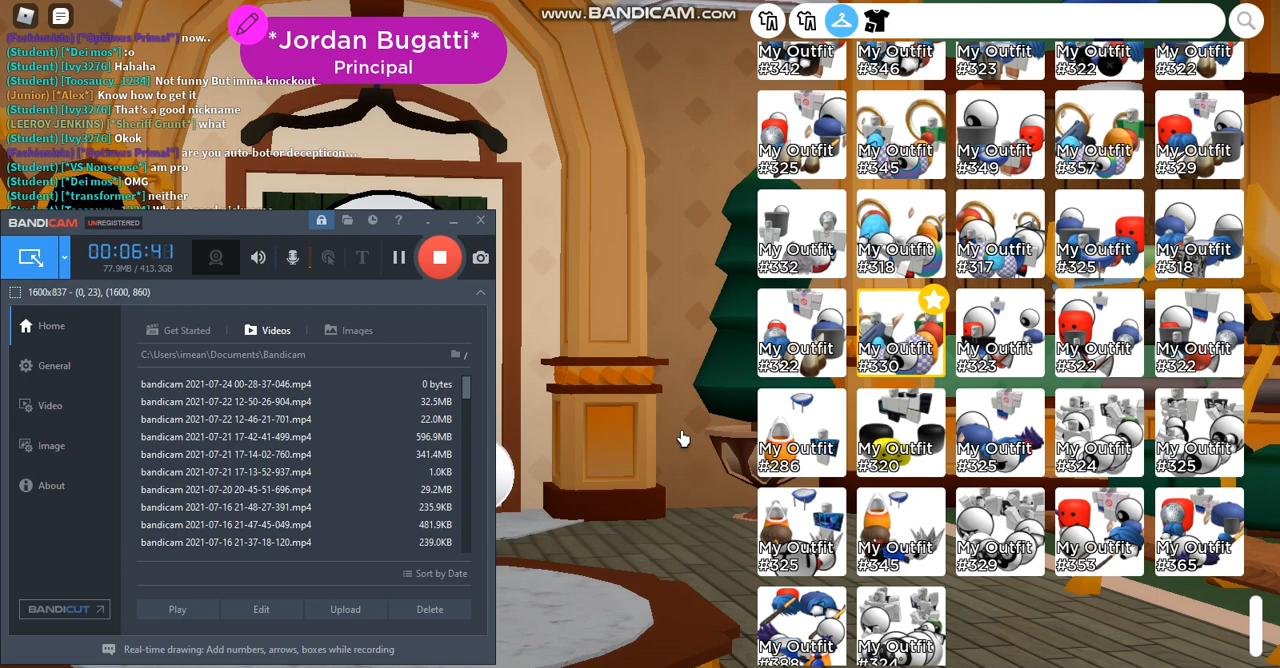 www.BANDICAM.com
*Jordan Bugatti*
Principal
(Fashionista) [*Optimus Primal*] now..
(Student) [*Dei mos*] :o
(Student) [Ivy3276] Hahaha
(Student) [Toosaucy_1234] Not funny But imma knockout
(Junior) [*Alex*] Know how to get it
(Student) [Ivy3276] That's a good nickname
(LEEROY JENKINS) [*Sheriff Grunt*] what
(Student) [Ivy3276] Okok
(Fashionista) [*Optimus Primal*] are you auto-bot or decepticon...
(Student) [*VS Nonsense*] am pro
(Student) [*Dei mos*] OMG
(Student) [*transformer*] neither
BANDICAM UNREGISTERED
?
00:06:41
77.9MB / 413.3GB
T
1600x837 - (0, 23), (1600, 860)
Home
General
Video
Image
About
BANDICUT
Get Started
Videos
Images
C:\Users\imean\Documents\Bandicam
bandicam 2021-07-24 00-28-37-046.mp4 0 bytes
bandicam 2021-07-22 12-50-26-904.mp4 32.5MB
bandicam 2021-07-22 12-46-21-701.mp4 22.0MB
bandicam 2021-07-21 17-42-41-499.mp4 596.9MB
bandicam 2021-07-21 17-14-02-760.mp4 341.4MB
bandicam 2021-07-21 17-13-52-937.mp4 1.0KB
bandicam 2021-07-20 20-45-51-696.mp4 29.2MB
bandicam 2021-07-16 21-48-27-391.mp4 235.9KB
bandicam 2021-07-16 21-47-45-049.mp4 481.9KB
bandicam 2021-07-16 21-37-18-120.mp4 239.0KB
Sort by Date
Play Edit Upload Delete
Real-time drawing: Add numbers, arrows, boxes while recording
My Outfit #342
My Outfit #346
My Outfit #323
My Outfit #322
My Outfit #322
My Outfit #325
My Outfit #345
My Outfit #349
My Outfit #357
My Outfit #329
My Outfit #332
My Outfit #318
My Outfit #317
My Outfit #325
My Outfit #318
My Outfit #322
My Outfit #330
My Outfit #323
My Outfit #322
My Outfit #322
My Outfit #286
My Outfit #320
My Outfit #325
My Outfit #324
My Outfit #325
My Outfit #325
My Outfit #345
My Outfit #329
My Outfit #353
My Outfit #365
My Outfit #388
My Outfit #324